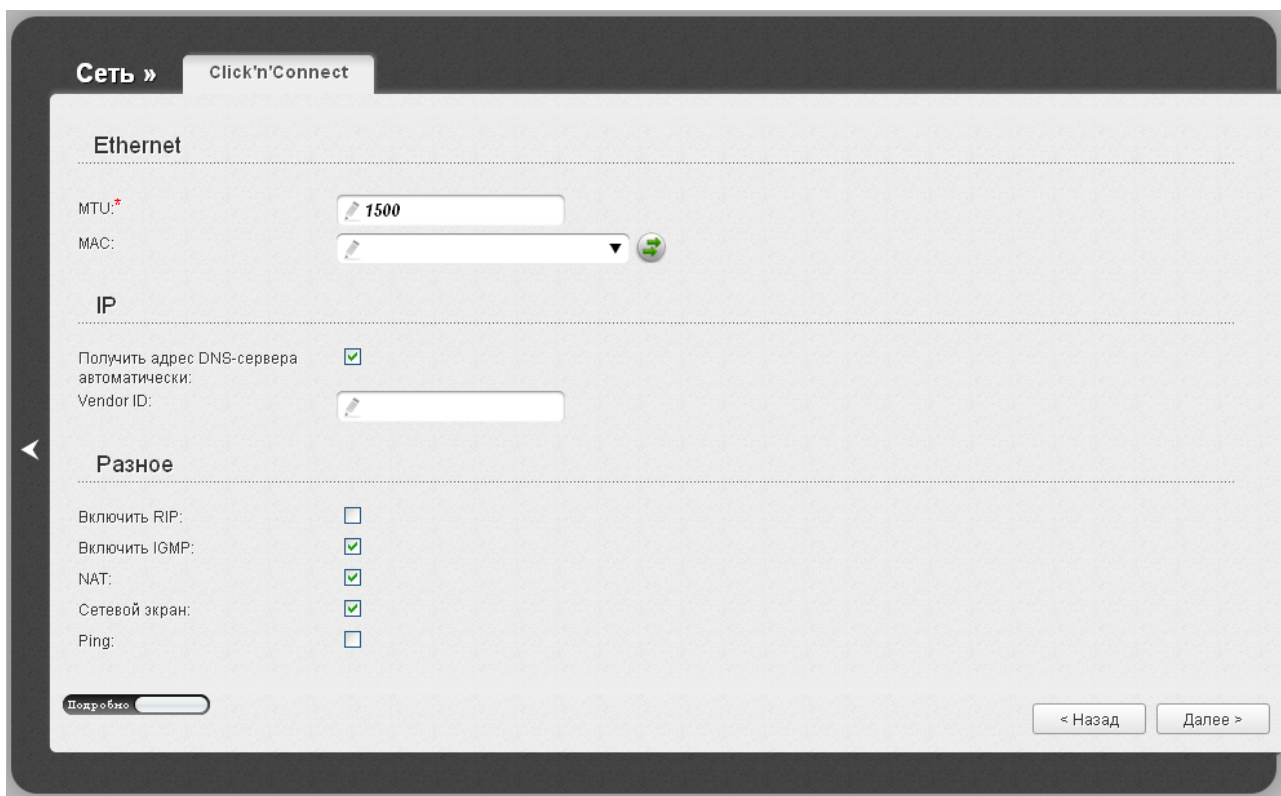 Сеть »
Click'n'Connect
Ethernet
MTU:*
1500
MAC:
IP
Получить адрес DNS-сервера
автоматически:
Vendor ID:
Разное
Включить RIP:
Включить IGMP:
NAT:
Сетевой экран:
Ping:
Подробно
< Назад
Далее >